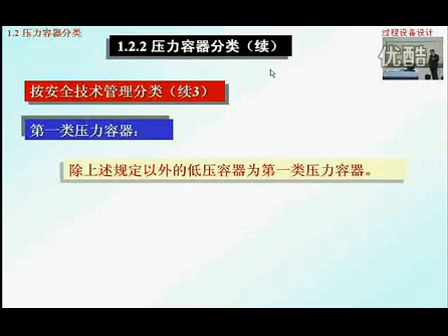 1.2 压力容器分类
过程设备设计
1.2.2 压力容器分类（续）
优酷
按安全技术管理分类（续3）
第一类压力容器：
除上述规定以外的低压容器为第一类压力容器。